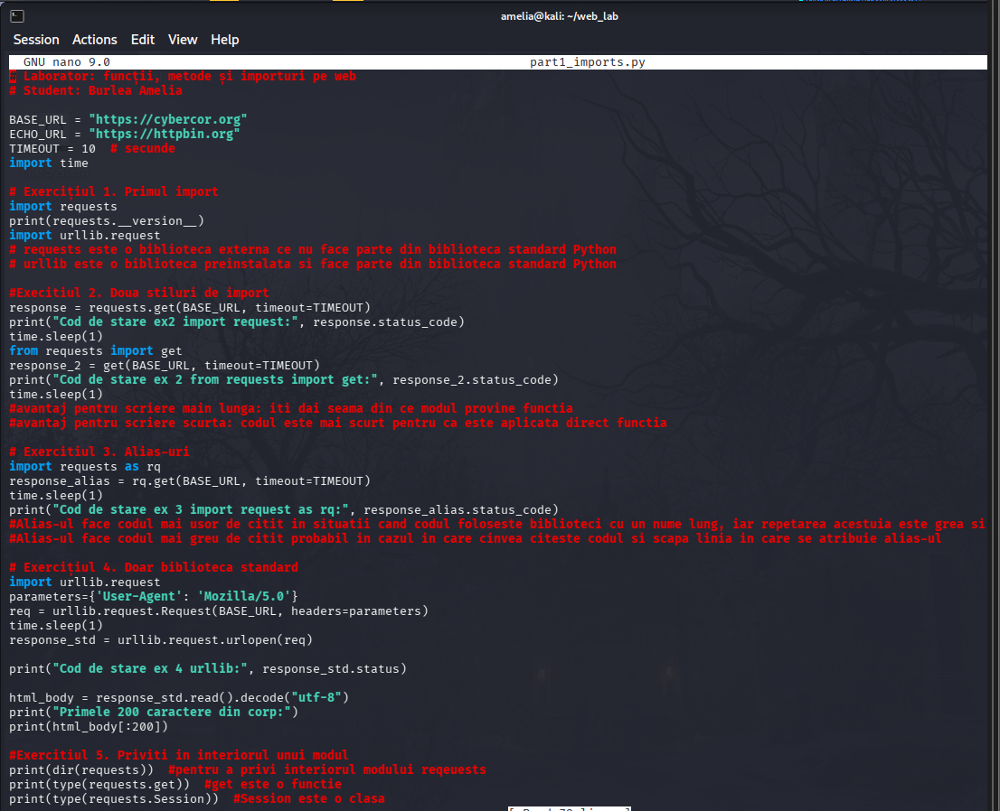 amelia@kali: ~/web_lab
Session Actions Edit View Help
GNU nano 9.0 part1_imports.py
# Laborator: funcții, metode și importuri pe web
# Student: Burlea Amelia
BASE_URL = "https://cybercor.org"
ECHO_URL = "https://httpbin.org"
TIMEOUT = 10  # secunde
import time
# Exercițiul 1. Primul import
import requests
print(requests.__version__)
import urllib.request
# requests este o biblioteca externa ce nu face parte din biblioteca standard Python
# urllib este o biblioteca preinstalata si face parte din biblioteca standard Python
#Execitiul 2. Doua stiluri de import
response = requests.get(BASE_URL, timeout=TIMEOUT)
print("Cod de stare ex2 import request:", response.status_code)
time.sleep(1)
from requests import get
response_2 = get(BASE_URL, timeout=TIMEOUT)
print("Cod de stare ex 2 from requests import get:", response_2.status_code)
time.sleep(1)
#avantaj pentru scriere main lunga: iti dai seama din ce modul provine functia
#avantaj pentru scriere scurta: codul este mai scurt pentru ca este aplicata direct functia
# Exercitiul 3. Alias-uri
import requests as rq
response_alias = rq.get(BASE_URL, timeout=TIMEOUT)
time.sleep(1)
print("Cod de stare ex 3 import request as rq:", response_alias.status_code)
#Alias-ul face codul mai usor de citit in situatii cand codul foloseste biblioteci cu un nume lung, iar repetarea acestuia este grea si
#Alias-ul face codul mai greu de citit probabil in cazul in care cinvea citeste codul si scapa linia in care se atribuie alias-ul
# Exercițiul 4. Doar biblioteca standard
import urllib.request
parameters={'User-Agent': 'Mozilla/5.0'}
req = urllib.request.Request(BASE_URL, headers=parameters)
time.sleep(1)
response_std = urllib.request.urlopen(req)
print("Cod de stare ex 4 urllib:", response_std.status)
html_body = response_std.read().decode("utf-8")
print("Primele 200 caractere din corp:")
print(html_body[:200])
#Exercitiul 5. Priviti in interiorul unui modul
print(dir(requests))  #pentru a privi interiorul modului reqeuests
print(type(requests.get))  #get este o functie
print(type(requests.Session))  #Session este o clasa